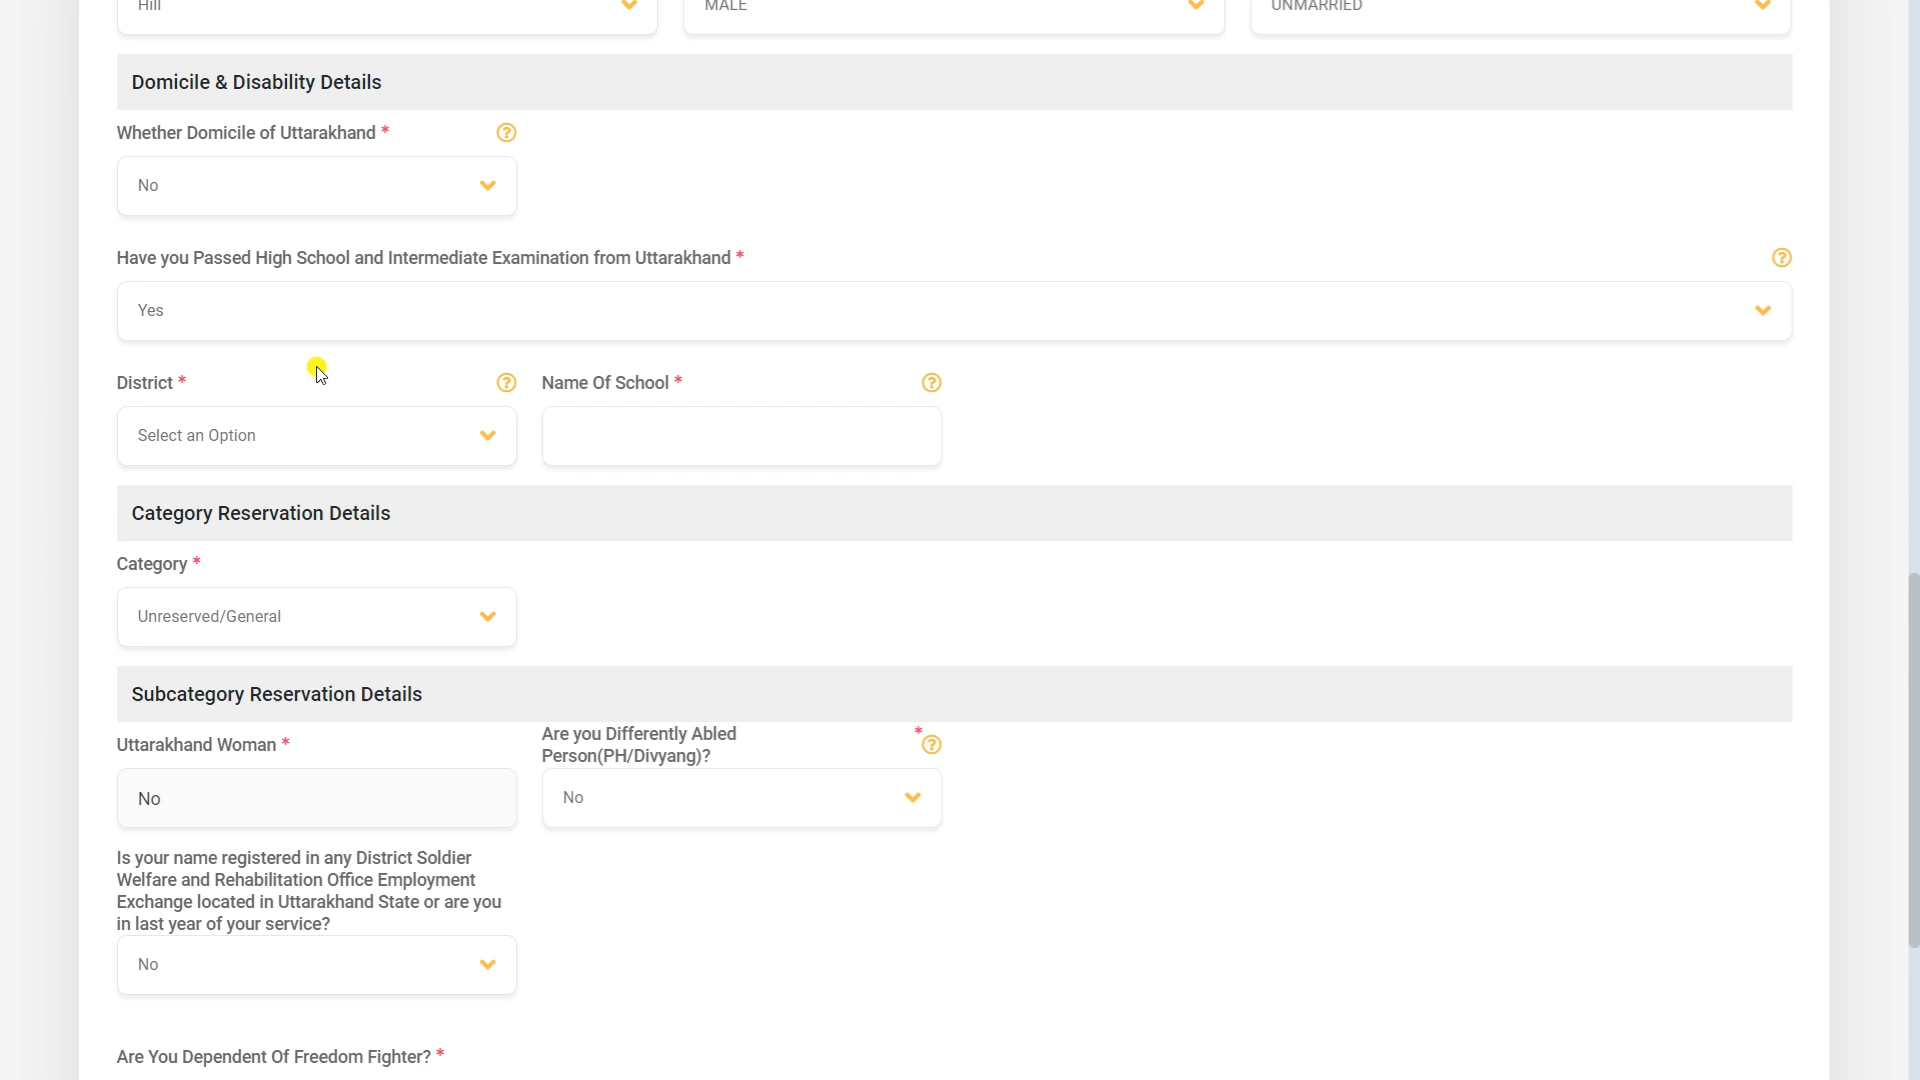 Hill
MALE
UNMARRIED
Domicile & Disability Details
Whether Domicile of Uttarakhand *
No
Have you Passed High School and Intermediate Examination from Uttarakhand *
Yes
District *
Name Of School *
Select an Option
Category Reservation Details
Category *
Unreserved/General
Subcategory Reservation Details
Uttarakhand Woman *
Are you Differently Abled *
Person(PH/Divyang)?
No
No
Is your name registered in any District Soldier
Welfare and Rehabilitation Office Employment
Exchange located in Uttarakhand State or are you
in last year of your service?
No
Are You Dependent Of Freedom Fighter? *